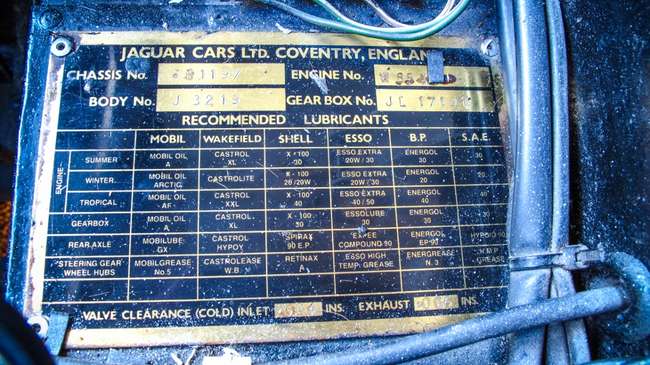 JAGUAR CARS LTD. COVENTRY, ENGLAND
CHASSIS No. ENGINE No.
BODY No. J 3219 GEAR BOX No.
RECOMMENDED LUBRICANTS
MOBIL WAKEFIELD SHELL ESSO B.P. S.A.E.
ENGINE
SUMMER MOBIL OIL A CASTROL XL X - 100 30 ESSO EXTRA 20W / 30 ENERGOL 30 30
WINTER MOBIL OIL ARCTIC CASTROLITE X - 100 20 /20W ESSO EXTRA 20W / 30 ENERGOL 20 20
TROPICAL MOBIL OIL AF CASTROL XXL X - 100 40 ESSO EXTRA 40 / 50 ENERGOL 40 40
GEARBOX MOBIL OIL A CASTROL XL X - 100 30 ESSOLUBE 30 ENERGOL 30 30
REAR AXLE MOBILUBE GX CASTROL HYPOY SPIRAX 90 E.P. EXPEE COMPOUND 90 ENERGOL EP-90 HYPOID 90
STEERING GEAR WHEEL HUBS MOBILGREASE No.5 CASTROLEASE W.B. RETINAX A ESSO HIGH TEMP. GREASE ENERGREASE N. 3 GREASE
VALVE CLEARANCE (COLD) INLET INS. EXHAUST INS.